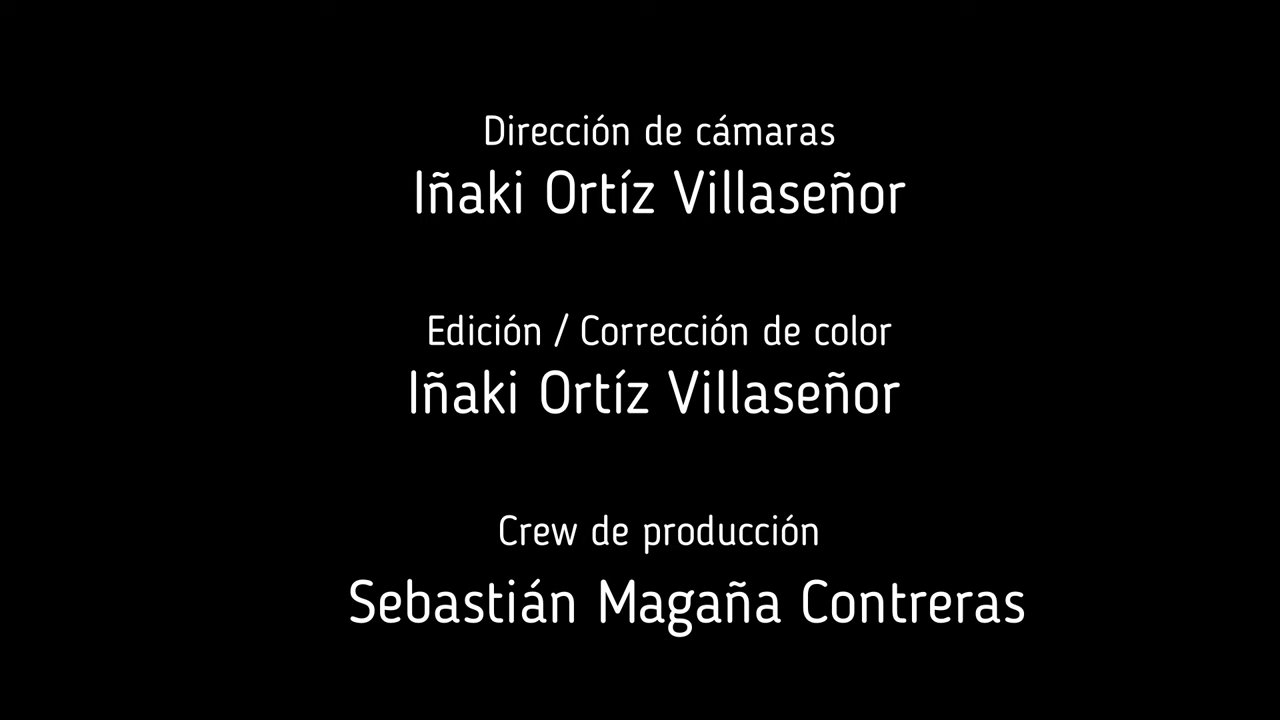 Dirección de cámaras
Iñaki Ortíz Villaseñor
Edición / Corrección de color
Iñaki Ortíz Villaseñor
Crew de producción
Sebastián Magaña Contreras